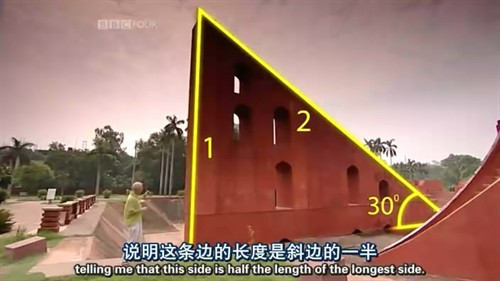 BBC FOUR
1
2
30°
说明这条边的长度是斜边的一半
telling me that this side is half the length of the longest side.